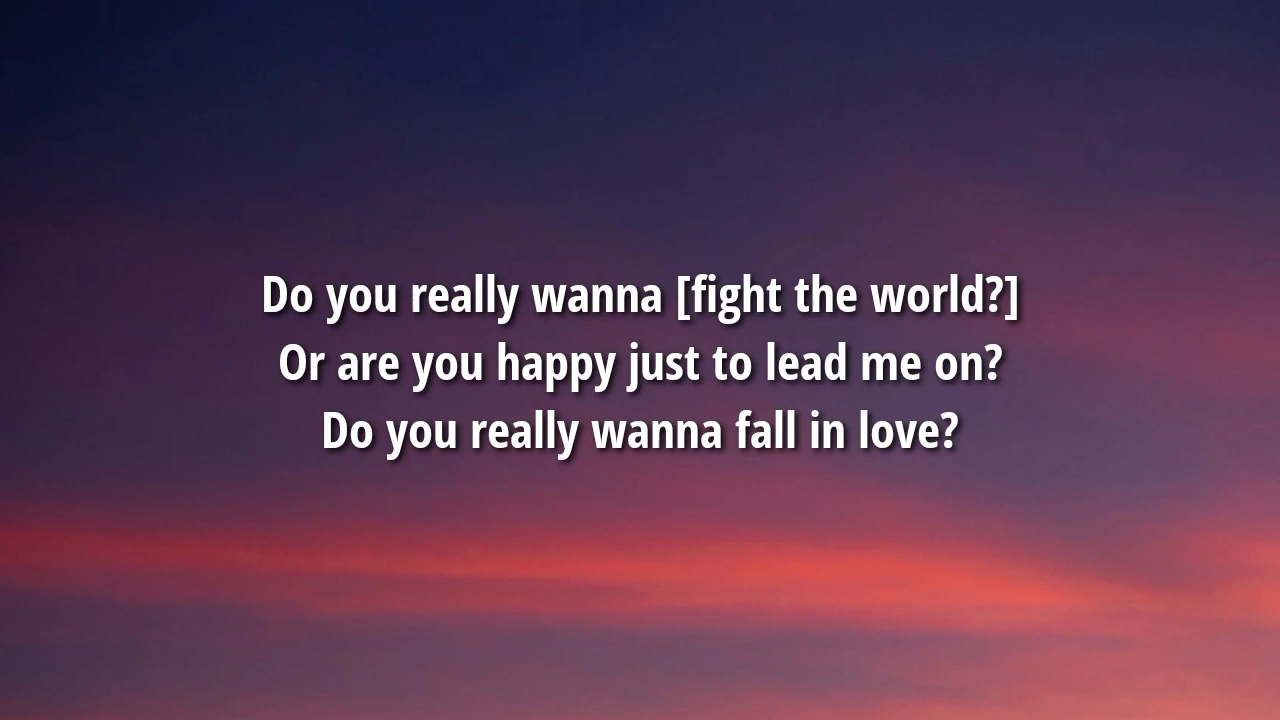 Do you really wanna [fight the world?]
Or are you happy just to lead me on?
Do you really wanna fall in love?